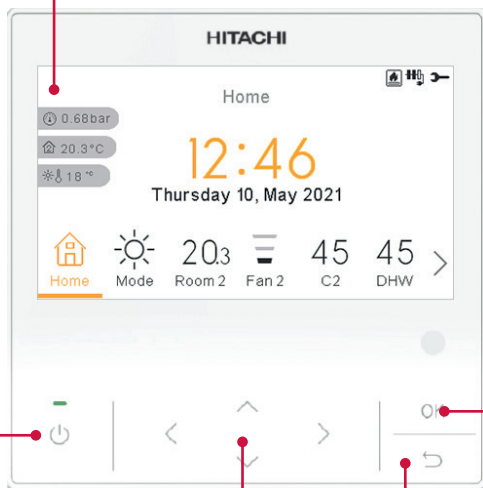 HITACHI
Home
0.68bar
20.3°C
18°C
12:46
Thursday 10, May 2021
20.3 45 45
Home Mode Room 2 Fan 2 C2 DHW
OK